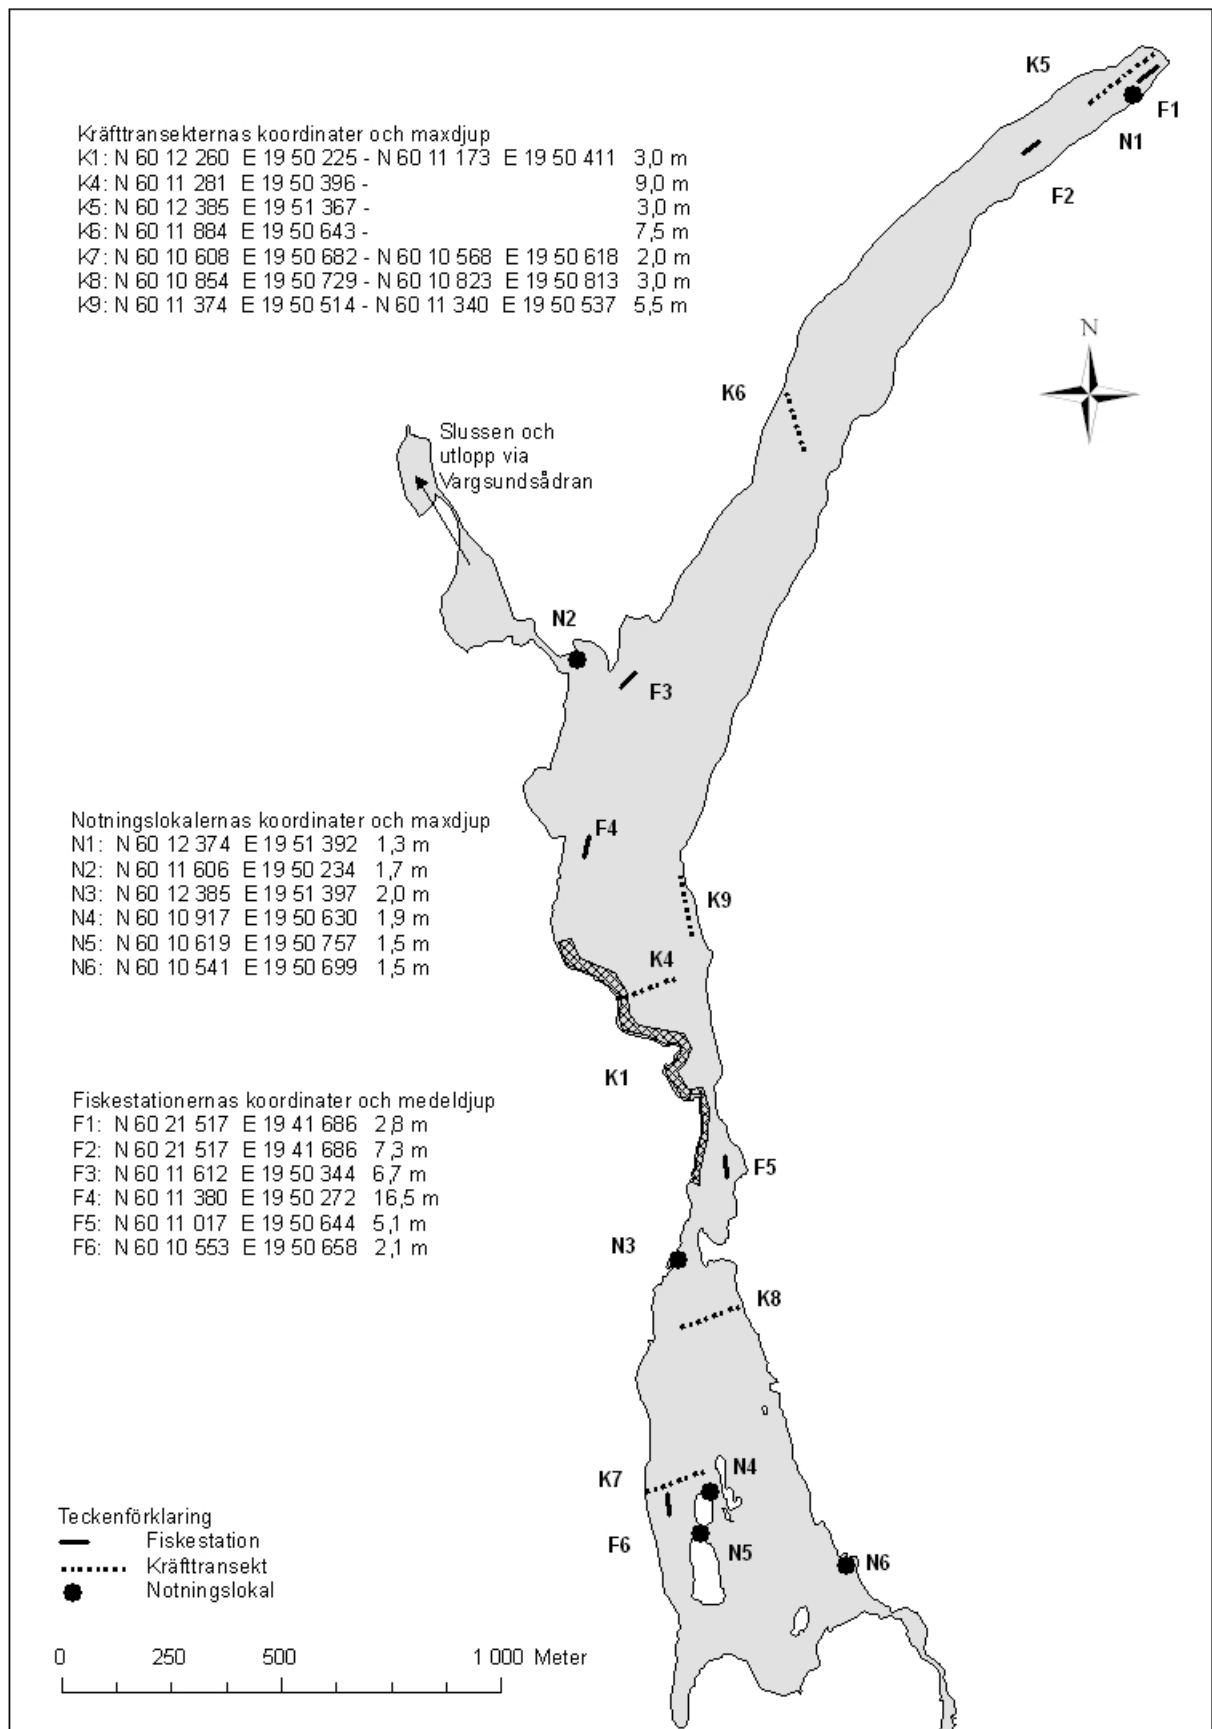 K5
F1
N1
F2
Kräfttransekternas koordinater och maxdjup
K1: N 60 12 260 E 19 50 225 - N 60 11 173 E 19 50 411 3,0 m
K4: N 60 11 281 E 19 50 396 - 9,0 m
K5: N 60 12 385 E 19 51 367 - 3,0 m
K6: N 60 11 884 E 19 50 643 - 7,5 m
K7: N 60 10 608 E 19 50 682 - N 60 10 568 E 19 50 618 2,0 m
K8: N 60 10 854 E 19 50 729 - N 60 10 823 E 19 50 813 3,0 m
K9: N 60 11 374 E 19 50 514 - N 60 11 340 E 19 50 537 5,5 m
N
K6
Slussen och
utlopp via
Vargsundsådran
N2
F3
F4
Notningslokalernas koordinater och maxdjup
N1: N 60 12 374 E 19 51 392 1,3 m
N2: N 60 11 606 E 19 50 234 1,7 m
N3: N 60 12 385 E 19 51 397 2,0 m
N4: N 60 10 917 E 19 50 630 1,9 m
N5: N 60 10 619 E 19 50 757 1,5 m
N6: N 60 10 541 E 19 50 699 1,5 m
K9
K4
K1
Fiskestationernas koordinater och medeldjup
F1: N 60 21 517 E 19 41 686 2,8 m
F2: N 60 21 517 E 19 41 686 7,3 m
F3: N 60 11 612 E 19 50 344 6,7 m
F4: N 60 11 380 E 19 50 272 16,5 m
F5: N 60 11 017 E 19 50 644 5,1 m
F6: N 60 10 553 E 19 50 658 2,1 m
F5
N3
K8
K7
N4
F6
N5
N6
Teckenförklaring
Fiskestation
Kräfttransekt
Notningslokal
0 250 500 1 000 Meter